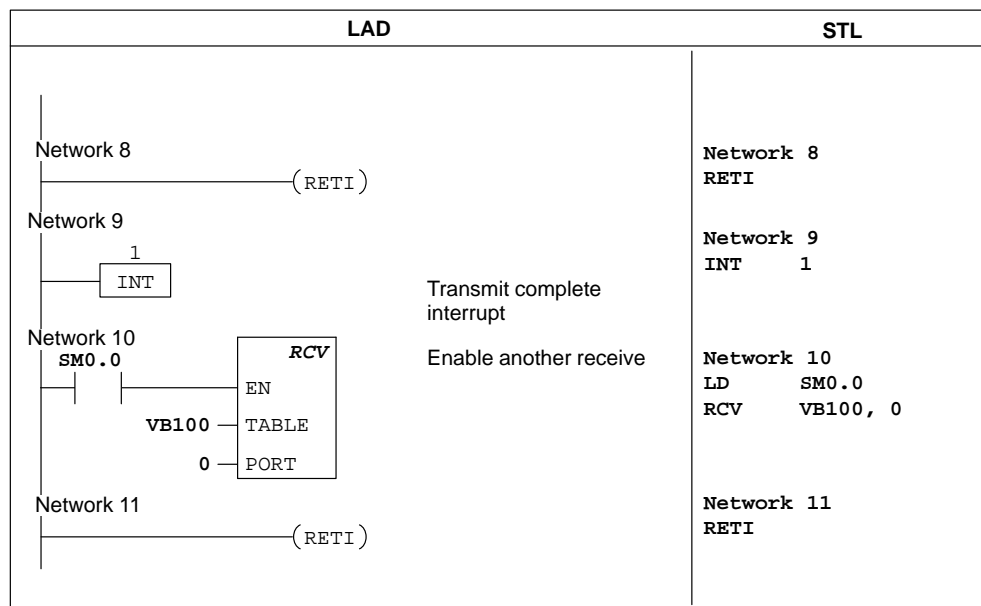 LAD
STL
Network 8
(RETI)
Network 8
RETI
Network 9
1
INT
Network 9
INT 1
Transmit complete
interrupt
Network 10
SM0.0
RCV
EN
VB100 TABLE
0 PORT
Enable another receive
Network 10
LD SM0.0
RCV VB100, 0
Network 11
(RETI)
Network 11
RETI